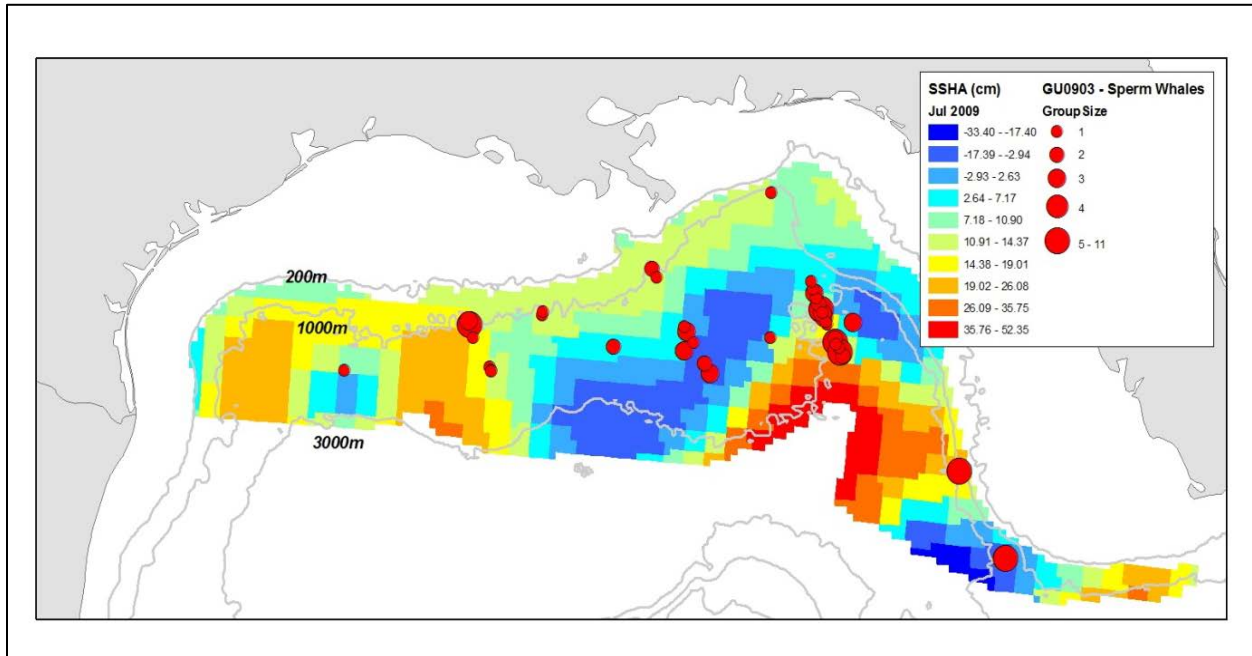 SSHA (cm)
Jul 2009
-33.40 - -17.40
-17.39 - -2.94
-2.93 - 2.63
2.64 - 7.17
7.18 - 10.90
10.91 - 14.37
14.38 - 19.01
19.02 - 26.08
26.09 - 35.75
35.76 - 52.35
GU0903 - Sperm Whales
Group Size
1
2
3
4
5 - 11
200m
1000m
3000m